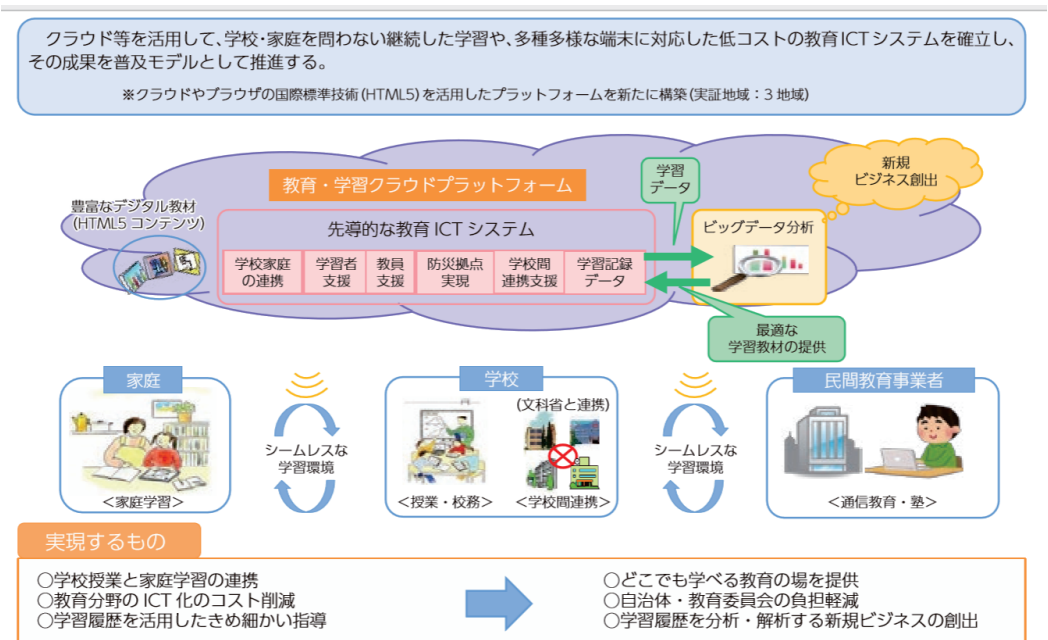 クラウド等を活用して、学校・家庭を問わない継続した学習や、多種多様な端末に対応した低コストの教育ICTシステムを確立し、
その成果を普及モデルとして推進する。
※クラウドやブラウザの国際標準技術(HTML5)を活用したプラットフォームを新たに構築(実証地域：3地域)
新規
ビジネス創出
学習
データ
教育・学習クラウドプラットフォーム
豊富なデジタル教材
(HTML5コンテンツ)
先導的な教育ICTシステム
ビッグデータ分析
学校家庭
の連携
学習者
支援
教員
支援
防災拠点
実現
学校間
連携支援
学習記録
データ
最適な
学習教材の提供
家庭
<家庭学習>
シームレスな
学習環境
学校
(文科省と連携)
<授業・校務>
<学校間連携>
シームレスな
学習環境
民間教育事業者
<通信教育・塾>
実現するもの
○学校授業と家庭学習の連携
○教育分野のICT化のコスト削減
○学習履歴を活用したきめ細かい指導
○どこでも学べる教育の場を提供
○自治体・教育委員会の負担軽減
○学習履歴を分析・解析する新規ビジネスの創出